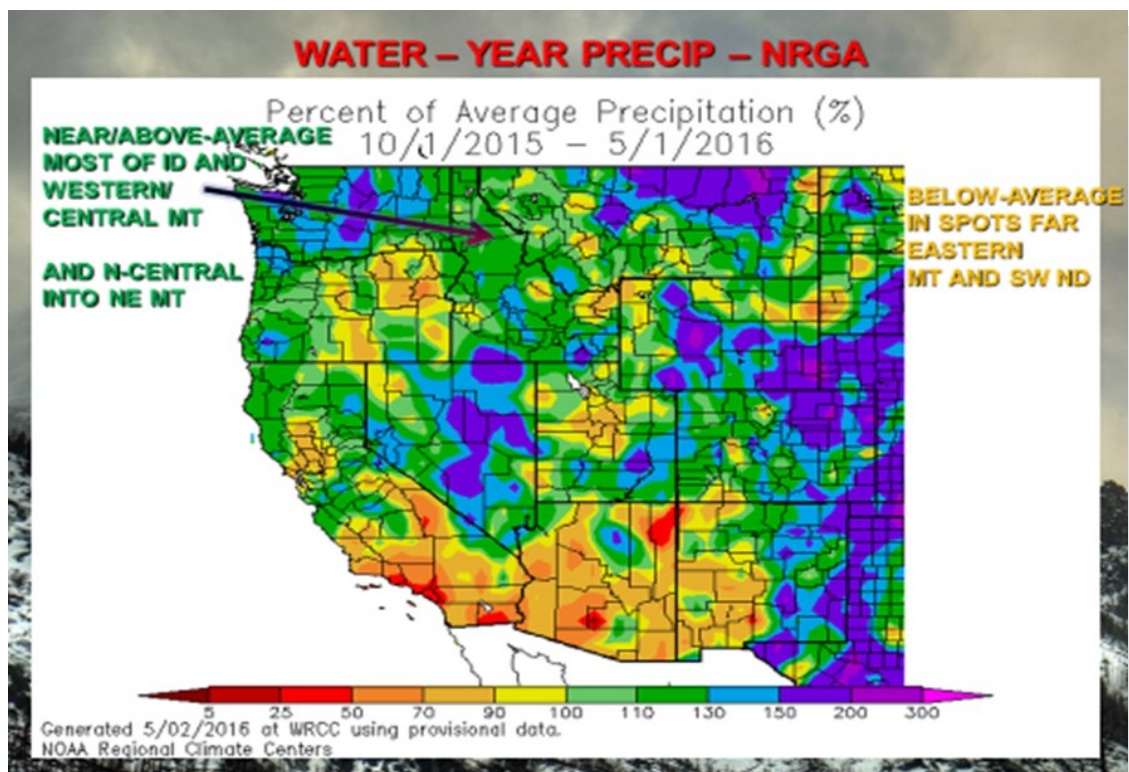 WATER – YEAR PRECIP – NRGA
Percent of Average Precipitation (%)
10/1/2015 – 5/1/2016
NEAR/ABOVE-AVERAGE
MOST OF ID AND
WESTERN/
CENTRAL MT
AND N-CENTRAL
INTO NE MT
BELOW-AVERAGE
IN SPOTS FAR
EASTERN
MT AND SW ND
5 25 50 70 90 100 110 130 150 200 300
Generated 5/02/2016 at WRCC using provisional data.
NOAA Regional Climate Centers